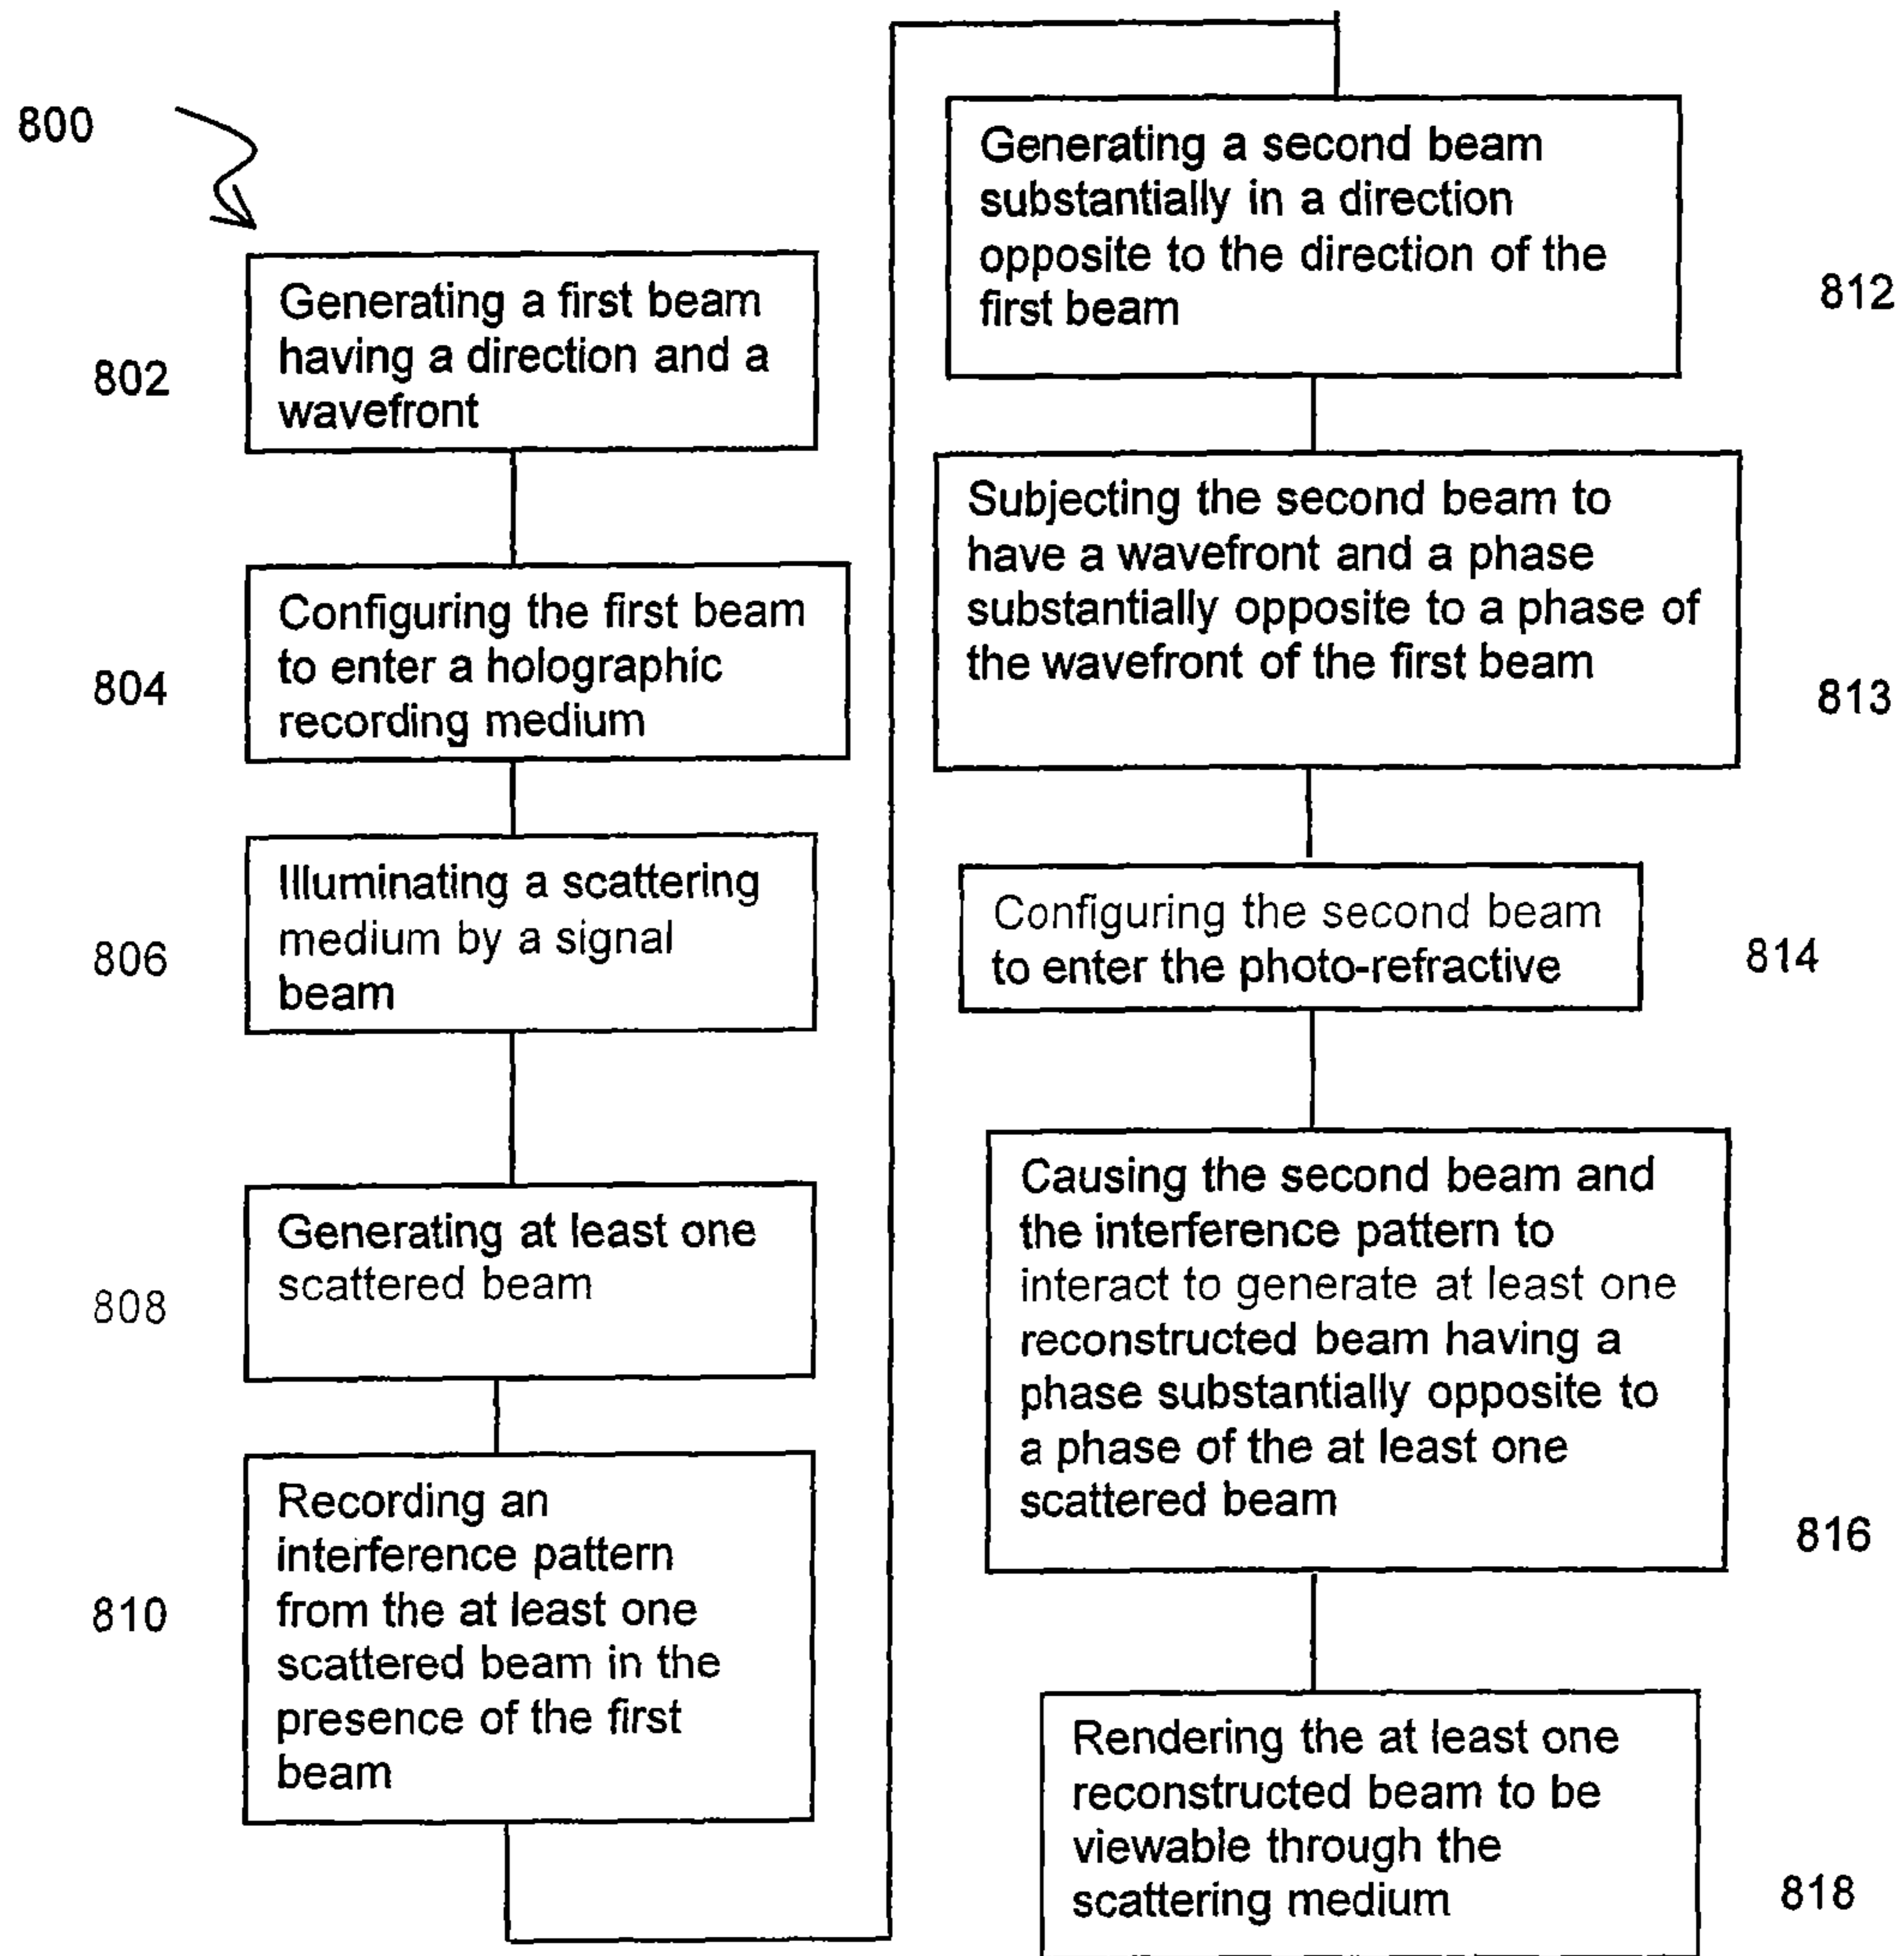 800
Generating a first beam
having a direction and a
wavefront
802
Configuring the first beam
to enter a holographic
recording medium
804
Illuminating a scattering
medium by a signal
beam
806
Generating at least one
scattered beam
808
Recording an
interference pattern
from the at least one
scattered beam in the
presence of the first
beam
810
Generating a second beam
substantially in a direction
opposite to the direction of the
first beam
812
Subjecting the second beam to
have a wavefront and a phase
substantially opposite to a phase of
the wavefront of the first beam
813
Configuring the second beam
to enter the photo-refractive
814
Causing the second beam and
the interference pattern to
interact to generate at least one
reconstructed beam having a
phase substantially opposite to
a phase of the at least one
scattered beam
816
Rendering the at least one
reconstructed beam to be
viewable through the
scattering medium
818